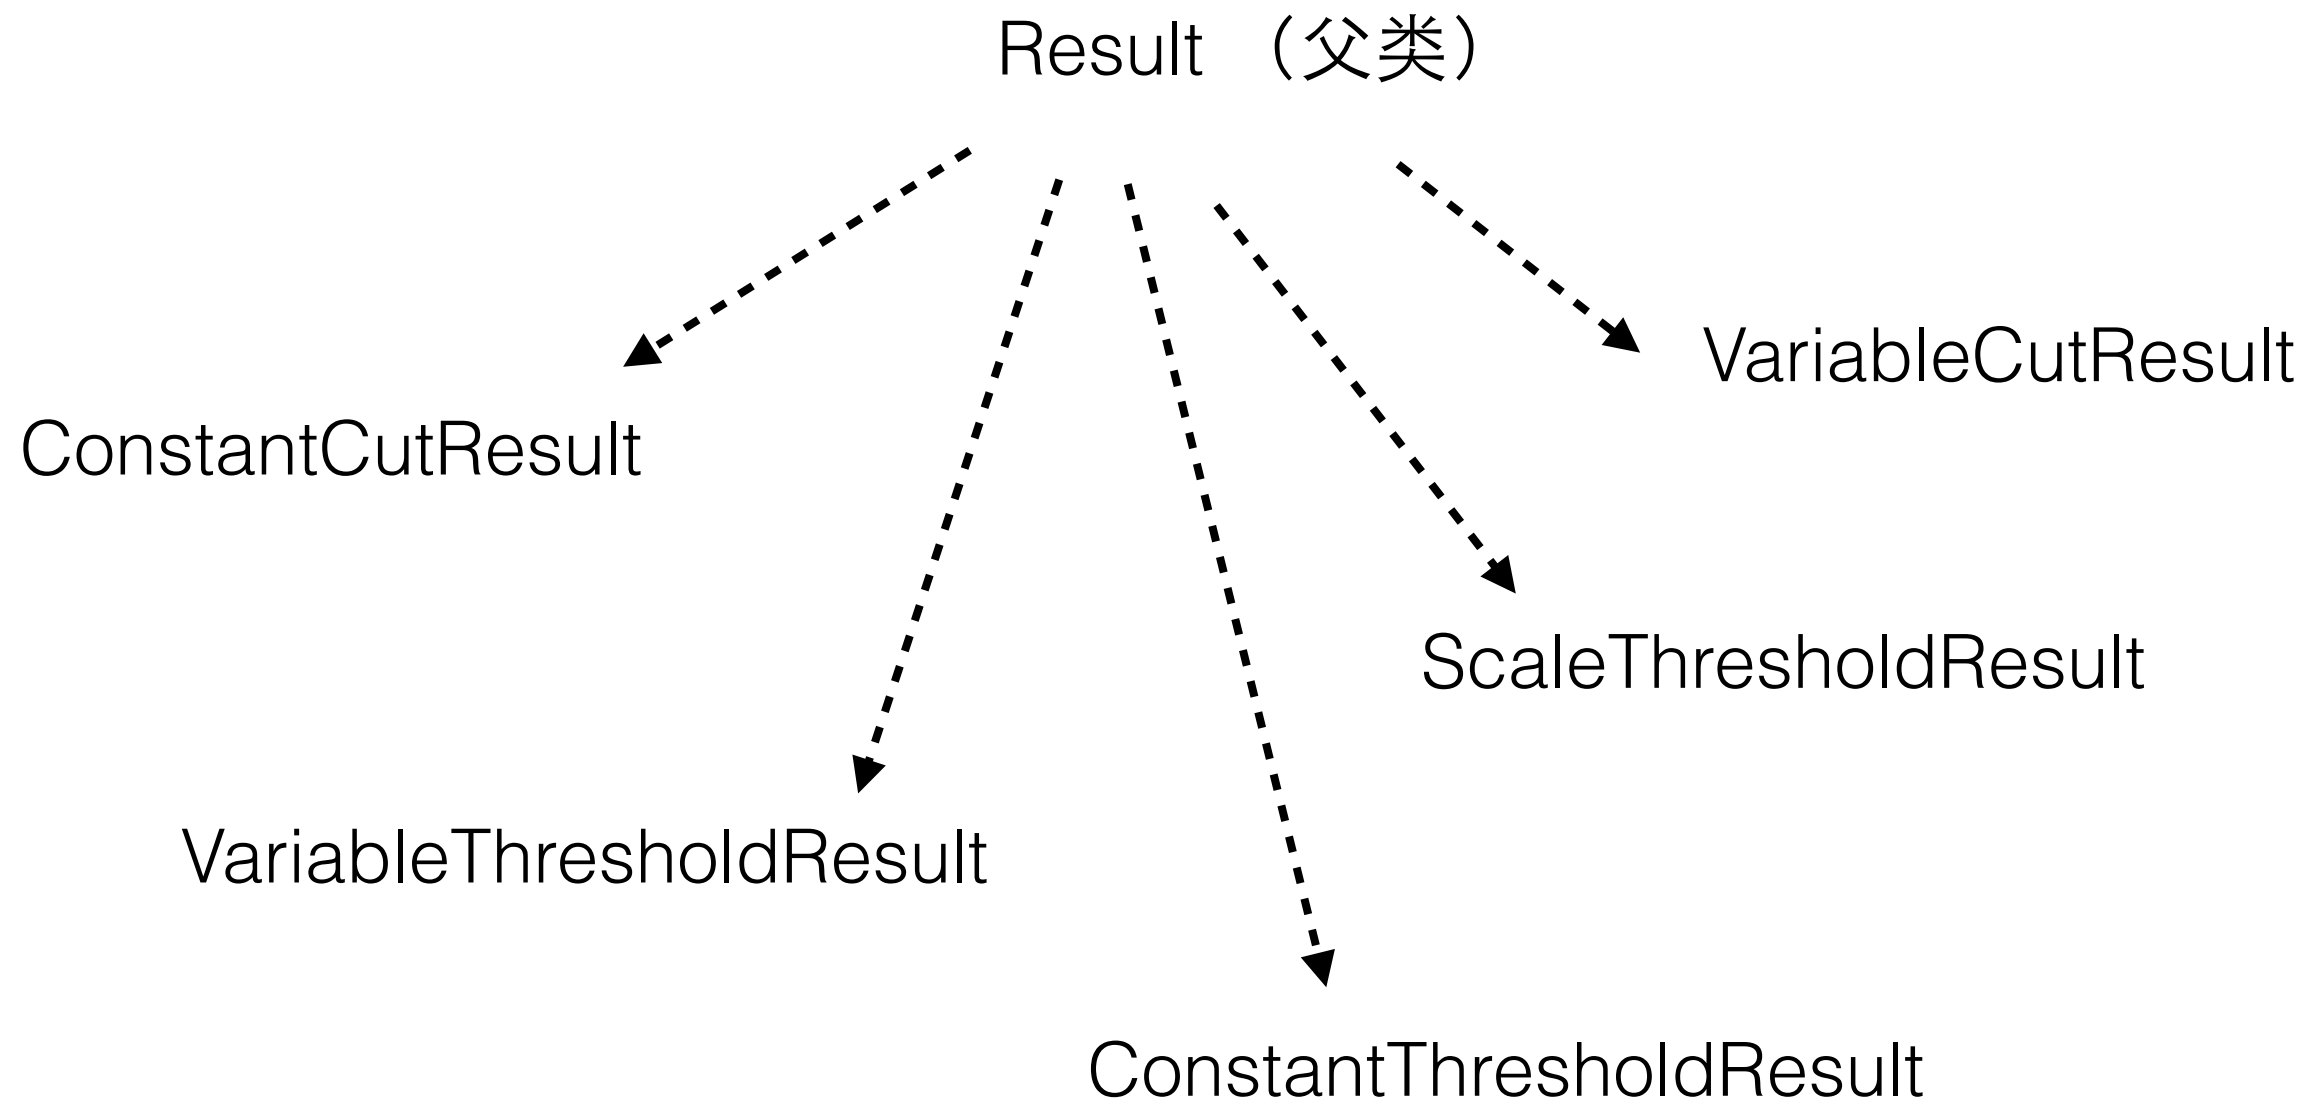 Result （父类）
VariableCutResult
ConstantCutResult
ScaleThresholdResult
VariableThresholdResult
ConstantThresholdResult